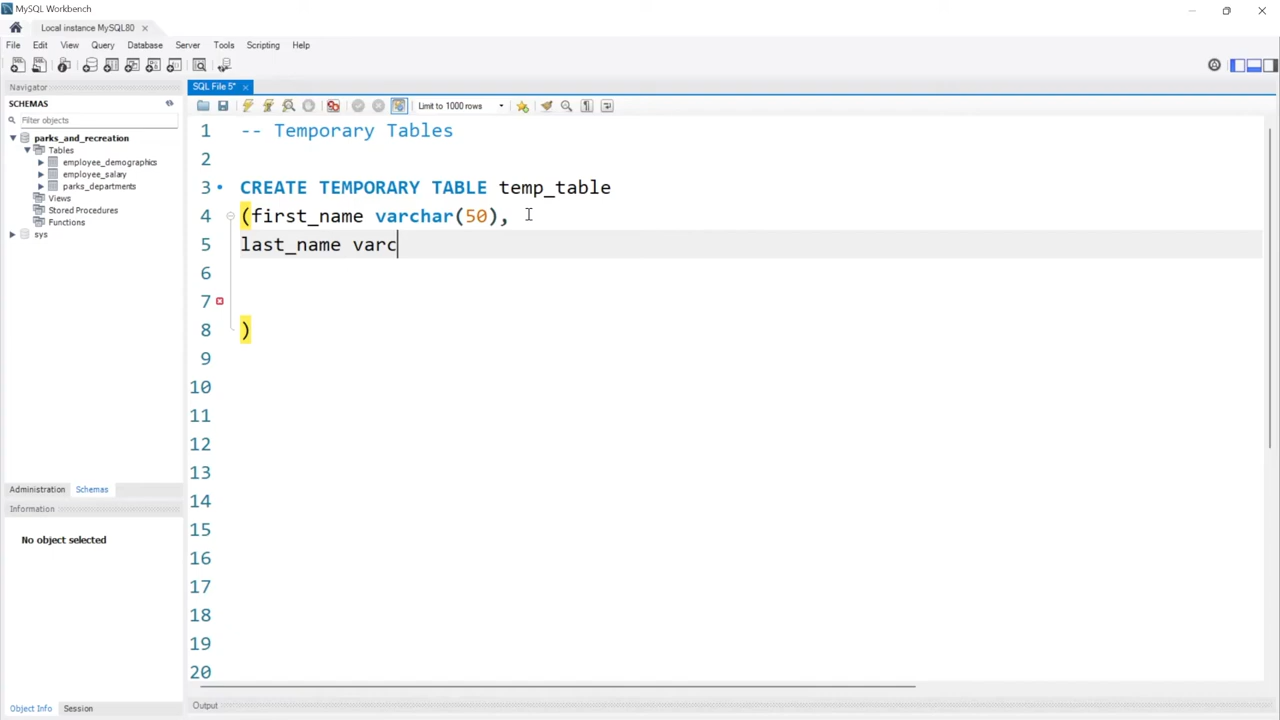 MySQL Workbench
Local instance MySQL80
File Edit View Query Database Server Tools Scripting Help
Navigator
SCHEMAS
Filter objects
parks_and_recreation
Tables
employee_demographics
employee_salary
parks_departments
Views
Stored Procedures
Functions
sys
Administration Schemas
Information
No object selected
Object Info Session
SQL File 5*
Limit to 1000 rows
1 -- Temporary Tables
2
3 CREATE TEMPORARY TABLE temp_table
4 (first_name varchar(50),
5 last_name varc
6
7
8 )
9
10
11
12
13
14
15
16
17
18
19
20
Output